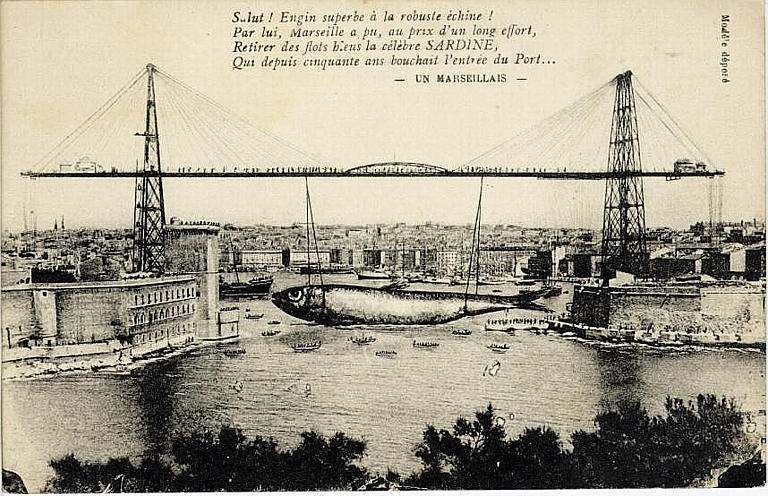 Salut ! Engin superbe à la robuste échine !
Par lui, Marseille a pu, au prix d'un long effort,
Retirer des flots bleus la célèbre SARDINE,
Qui depuis cinquante ans bouchait l'entrée du Port...
— UN MARSEILLAIS —
Modèle déposé